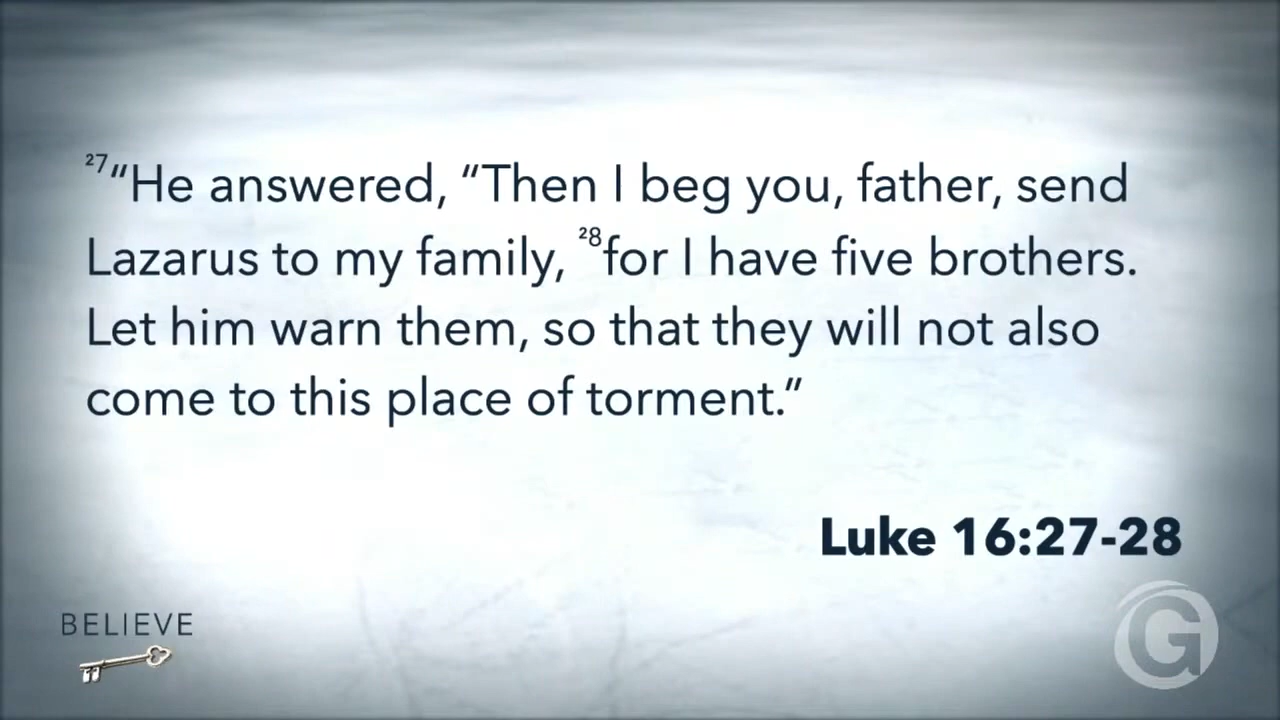 ²⁷“He answered, “Then I beg you, father, send
Lazarus to my family, ²⁸for I have five brothers.
Let him warn them, so that they will not also
come to this place of torment.”
Luke 16:27-28
BELIEVE
G